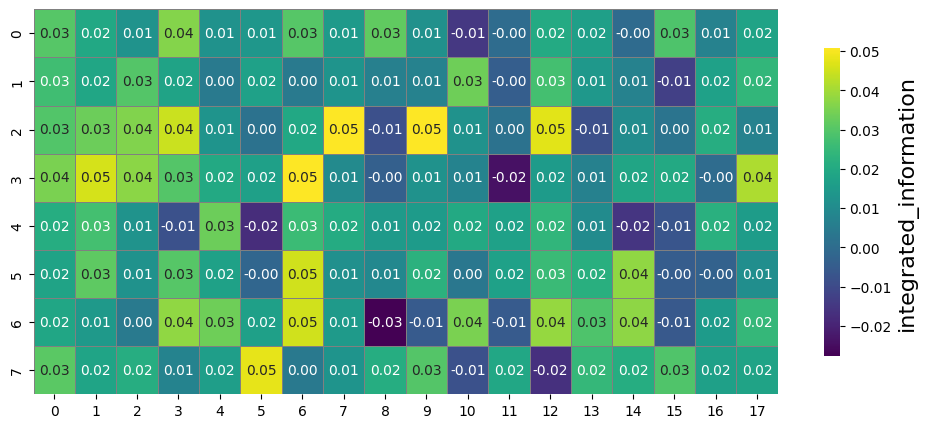 0 0.03 0.02 0.01 0.04 0.01 0.01 0.03 0.01 0.03 0.01 -0.01 -0.00 0.02 0.02 -0.00 0.03 0.01 0.02
1 0.03 0.02 0.03 0.02 0.00 0.02 0.00 0.01 0.01 0.01 0.03 -0.00 0.03 0.01 0.01 -0.01 0.02 0.02
2 0.03 0.03 0.04 0.04 0.01 0.00 0.02 0.05 -0.01 0.05 0.01 0.00 0.05 -0.01 0.01 0.00 0.02 0.01
3 0.04 0.05 0.04 0.03 0.02 0.02 0.05 0.01 -0.00 0.01 0.01 -0.02 0.02 0.01 0.02 0.02 -0.00 0.04
4 0.02 0.03 0.01 -0.01 0.03 -0.02 0.03 0.02 0.01 0.02 0.02 0.02 0.02 0.01 -0.02 -0.01 0.02 0.02
5 0.02 0.03 0.01 0.03 0.02 -0.00 0.05 0.01 0.01 0.02 0.00 0.02 0.03 0.02 0.04 -0.00 -0.00 0.01
6 0.02 0.01 0.00 0.04 0.03 0.02 0.05 0.01 -0.03 -0.01 0.04 -0.01 0.04 0.03 0.04 -0.01 0.02 0.02
7 0.03 0.02 0.02 0.01 0.02 0.05 0.00 0.01 0.02 0.03 -0.01 0.02 -0.02 0.02 0.02 0.03 0.02 0.02
0 1 2 3 4 5 6 7 8 9 10 11 12 13 14 15 16 17
0.05
0.04
0.03
0.02
0.01
0.00
−0.01
−0.02
integrated_information